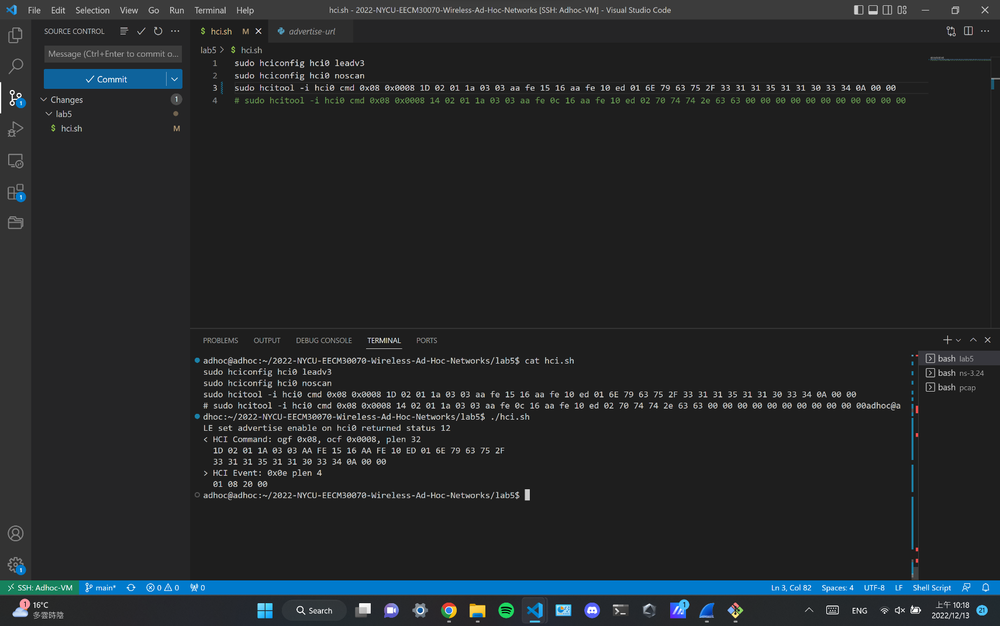 File Edit Selection View Go Run Terminal Help
hci.sh - 2022-NYCU-EECM30070-Wireless-Ad-Hoc-Networks [SSH: Adhoc-VM] - Visual Studio Code
SOURCE CONTROL
Message (Ctrl+Enter to commit o...
Commit
Changes 1
lab5
$ hci.sh M
1
1
1
$ hci.sh M
advertise-url
lab5 > $ hci.sh
1 sudo hciconfig hci0 leadv3
2 sudo hciconfig hci0 noscan
3 sudo hcitool -i hci0 cmd 0x08 0x0008 1D 02 01 1a 03 03 aa fe 15 16 aa fe 10 ed 01 6E 79 63 75 2F 33 31 31 35 31 31 30 33 34 0A 00 00
4 # sudo hcitool -i hci0 cmd 0x08 0x0008 14 02 01 1a 03 03 aa fe 0c 16 aa fe 10 ed 02 70 74 74 2e 63 63 00 00 00 00 00 00 00 00 00 00 00
PROBLEMS OUTPUT DEBUG CONSOLE TERMINAL PORTS
adhoc@adhoc:~/2022-NYCU-EECM30070-Wireless-Ad-Hoc-Networks/lab5$ cat hci.sh
sudo hciconfig hci0 leadv3
sudo hciconfig hci0 noscan
sudo hcitool -i hci0 cmd 0x08 0x0008 1D 02 01 1a 03 03 aa fe 15 16 aa fe 10 ed 01 6E 79 63 75 2F 33 31 31 35 31 31 30 33 34 0A 00 00
# sudo hcitool -i hci0 cmd 0x08 0x0008 14 02 01 1a 03 03 aa fe 0c 16 aa fe 10 ed 02 70 74 74 2e 63 63 00 00 00 00 00 00 00 00 00 00 00adhoc@a
dhoc:~/2022-NYCU-EECM30070-Wireless-Ad-Hoc-Networks/lab5$ ./hci.sh
LE set advertise enable on hci0 returned status 12
< HCI Command: ogf 0x08, ocf 0x0008, plen 32
1D 02 01 1A 03 03 AA FE 15 16 AA FE 10 ED 01 6E 79 63 75 2F
33 31 31 35 31 31 30 33 34 0A 00 00
> HCI Event: 0x0e plen 4
01 08 20 00
adhoc@adhoc:~/2022-NYCU-EECM30070-Wireless-Ad-Hoc-Networks/lab5$
bash lab5
bash ns-3.24
bash pcap
SSH: Adhoc-VM main* 0 0 0
Ln 3, Col 82 Spaces: 4 UTF-8 LF Shell Script
1
16°C
多雲時陰
Search
1
ENG
上午 10:18
2022/12/13
21